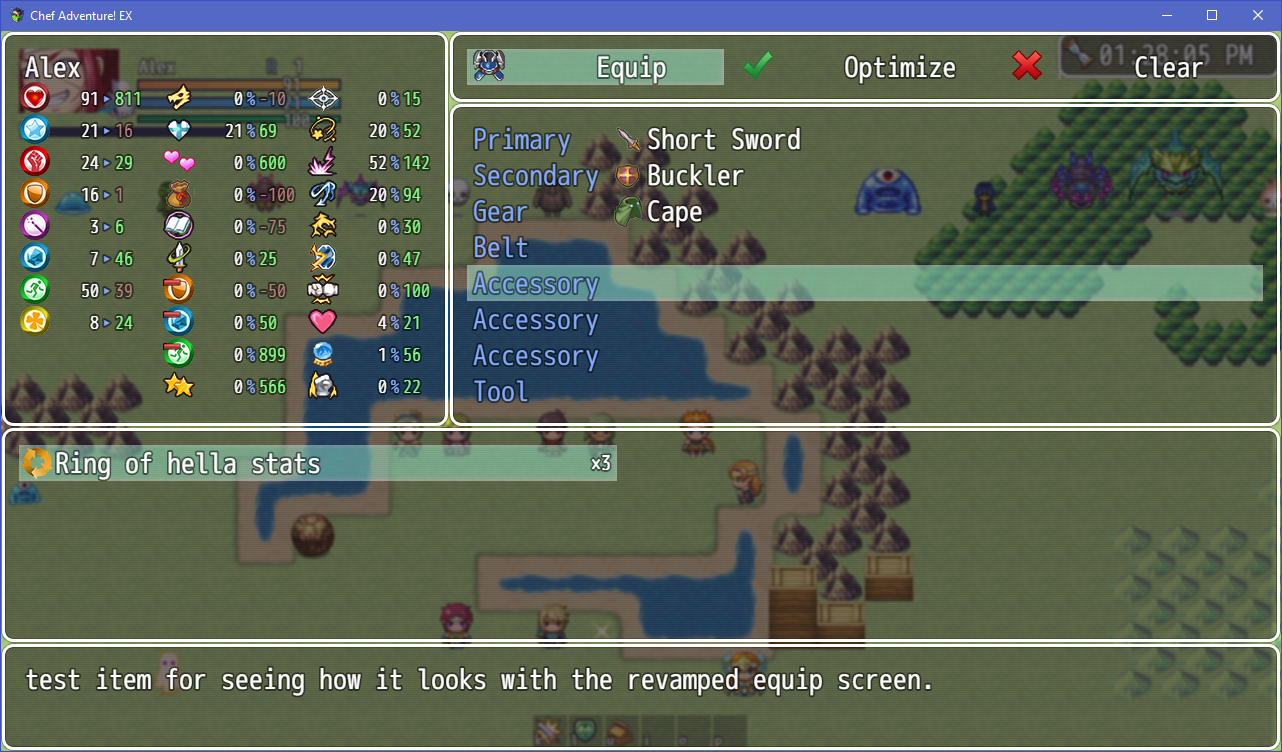 Chef Adventure! EX
Alex
91 ▸ 811 0 % -10 0 % 15
21 ▸ 16 21 % 69 20 % 52
24 ▸ 29 0 % 600 52 % 142
16 ▸ 1 0 % -100 20 % 94
3 ▸ 6 0 % -75 0 % 30
7 ▸ 46 0 % 25 0 % 47
50 ▸ 39 0 % -50 0 % 100
8 ▸ 24 0 % 50 4 % 21
0 % 899 1 % 56
0 % 566 0 % 22
Equip Optimize Clear
01:28:05 PM
Primary Short Sword
Secondary Buckler
Gear Cape
Belt
Accessory
Accessory
Accessory
Tool
Ring of hella stats x3
test item for seeing how it looks with the revamped equip screen.